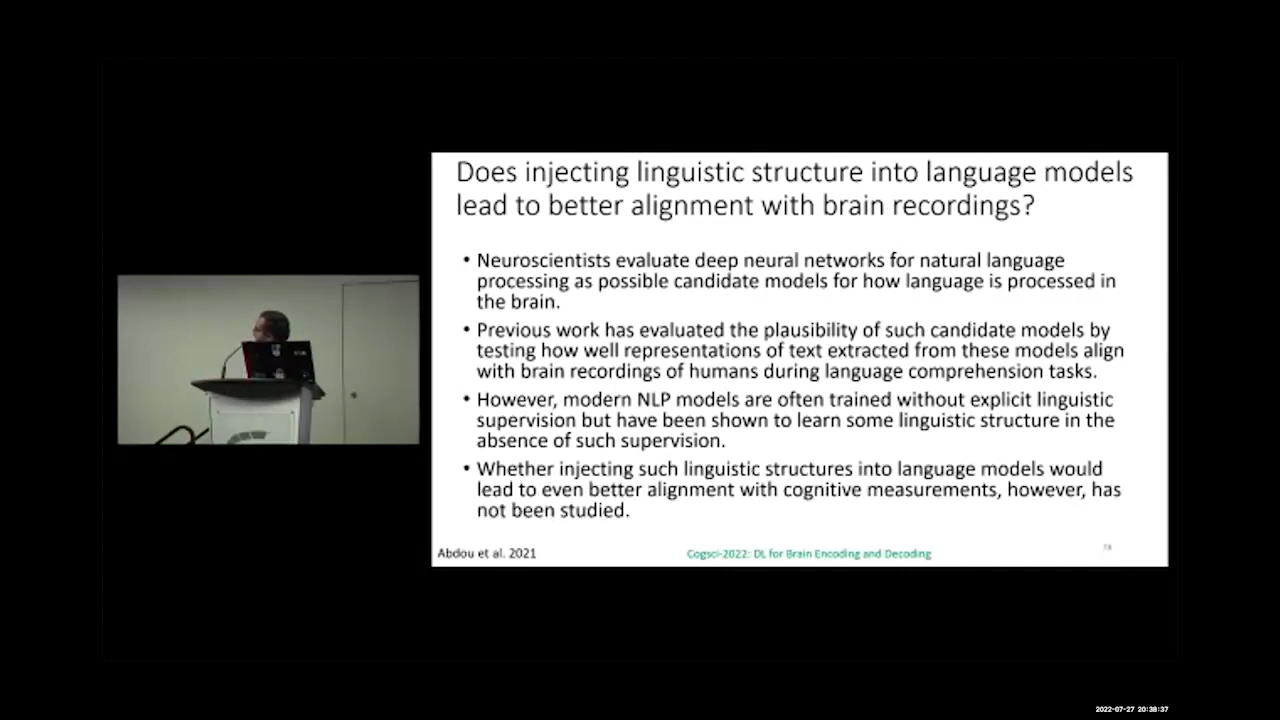 Does injecting linguistic structure into language models
lead to better alignment with brain recordings?
• Neuroscientists evaluate deep neural networks for natural language
processing as possible candidate models for how language is processed in
the brain.
• Previous work has evaluated the plausibility of such candidate models by
testing how well representations of text extracted from these models align
with brain recordings of humans during language comprehension tasks.
• However, modern NLP models are often trained without explicit linguistic
supervision but have been shown to learn some linguistic structure in the
absence of such supervision.
• Whether injecting such linguistic structures into language models would
lead to even better alignment with cognitive measurements, however, has
not been studied.
Abdou et al. 2021
Cogsci-2022: DL for Brain Encoding and Decoding
2022-07-27 20:38:37